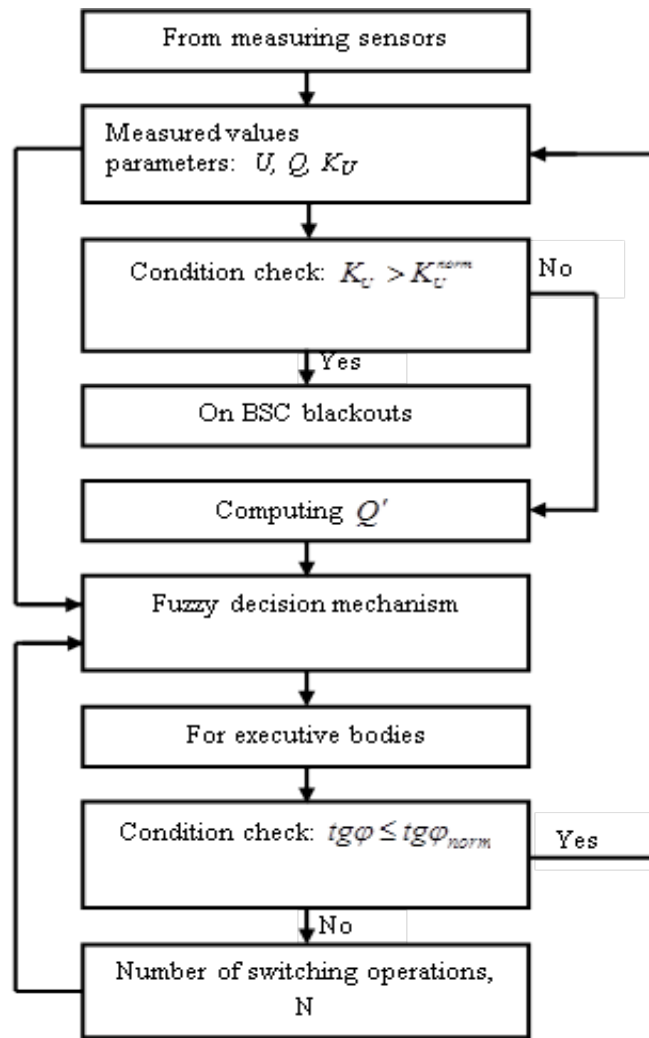 From measuring sensors
Measured values
parameters: U, Q, K_U
Condition check: K_U > K_U^norm
No
Yes
On BSC blackouts
Computing Q'
Fuzzy decision mechanism
For executive bodies
Condition check: tgφ ≤ tgφ_norm
Yes
No
Number of switching operations,
N